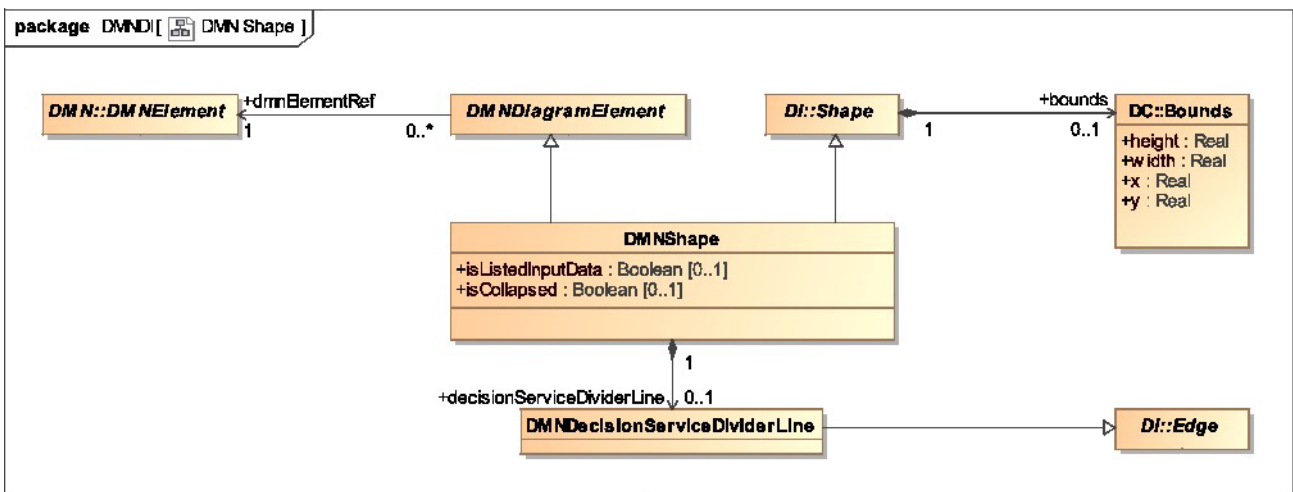 package DMNDI[ DMN Shape ]
DMN::DMNElement
+dmnElementRef
1
0..*
DMNDiagramElement
DI::Shape
1
+bounds
0..1
DC::Bounds
+height : Real
+width : Real
+x : Real
+y : Real
DMNShape
+isListedInputData : Boolean [0..1]
+isCollapsed : Boolean [0..1]
1
+decisionServiceDividerLine
0..1
DMNDecisionServiceDividerLine
DI::Edge